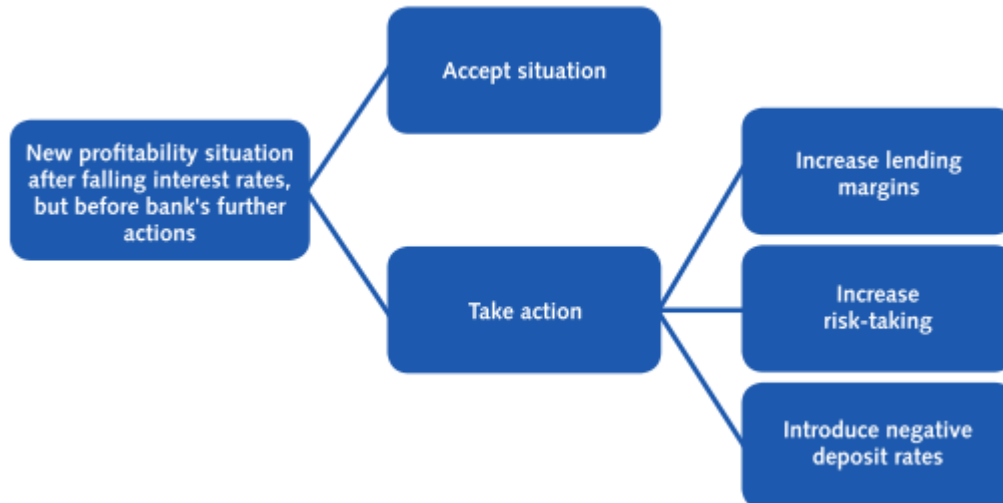 Accept situation
New profitability situation
after falling interest rates,
but before bank's further
actions
Take action
Increase lending
margins
Increase
risk-taking
Introduce negative
deposit rates